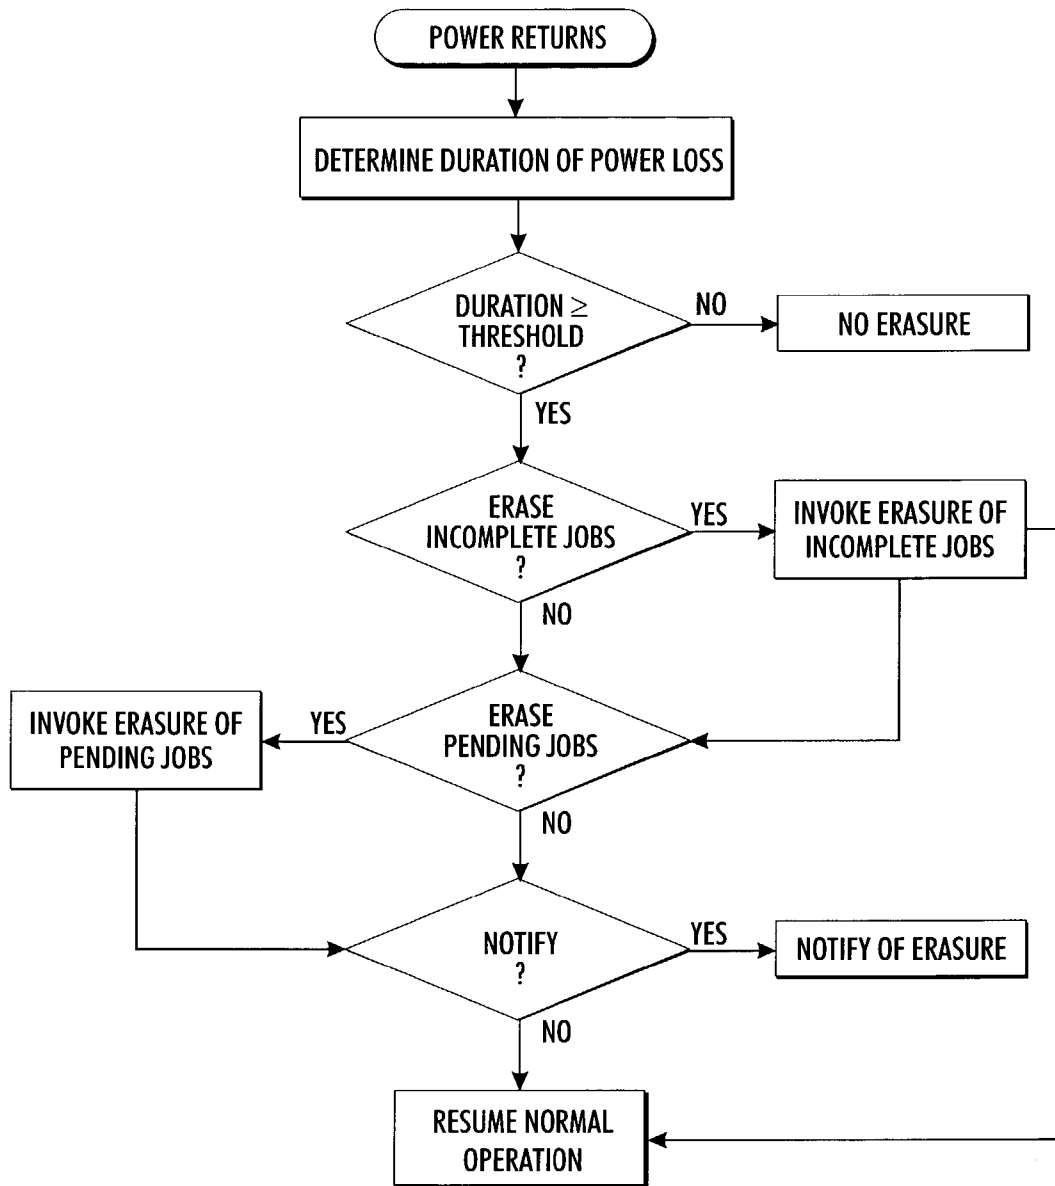 POWER RETURNS
DETERMINE DURATION OF POWER LOSS
DURATION ≥
THRESHOLD
?
NO
NO ERASURE
YES
ERASE
INCOMPLETE JOBS
?
YES
INVOKE ERASURE OF
INCOMPLETE JOBS
NO
ERASE
PENDING JOBS
?
YES
INVOKE ERASURE OF
PENDING JOBS
NO
NOTIFY
?
YES
NOTIFY OF ERASURE
NO
RESUME NORMAL
OPERATION